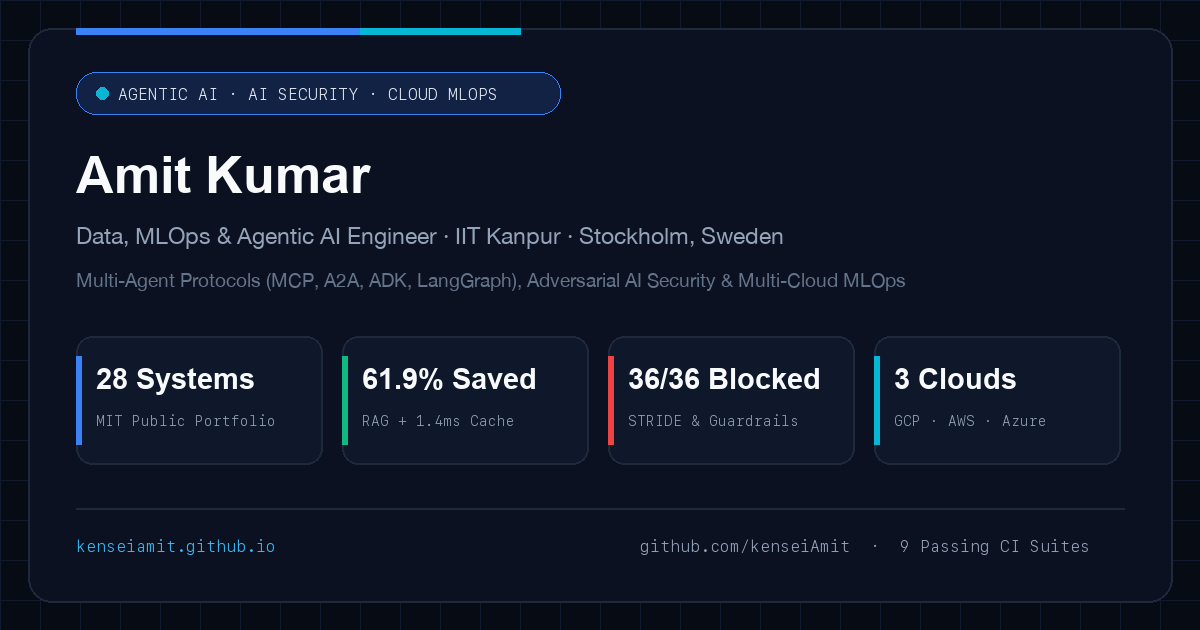 AGENTIC AI · AI SECURITY · CLOUD MLOPS
Amit Kumar
Data, MLOps & Agentic AI Engineer · IIT Kanpur · Stockholm, Sweden
Multi-Agent Protocols (MCP, A2A, ADK, LangGraph), Adversarial AI Security & Multi-Cloud MLOps
28 Systems
MIT Public Portfolio
61.9% Saved
RAG + 1.4ms Cache
36/36 Blocked
STRIDE & Guardrails
3 Clouds
GCP · AWS · Azure
kenseiamit.github.io
github.com/kenseiAmit · 9 Passing CI Suites